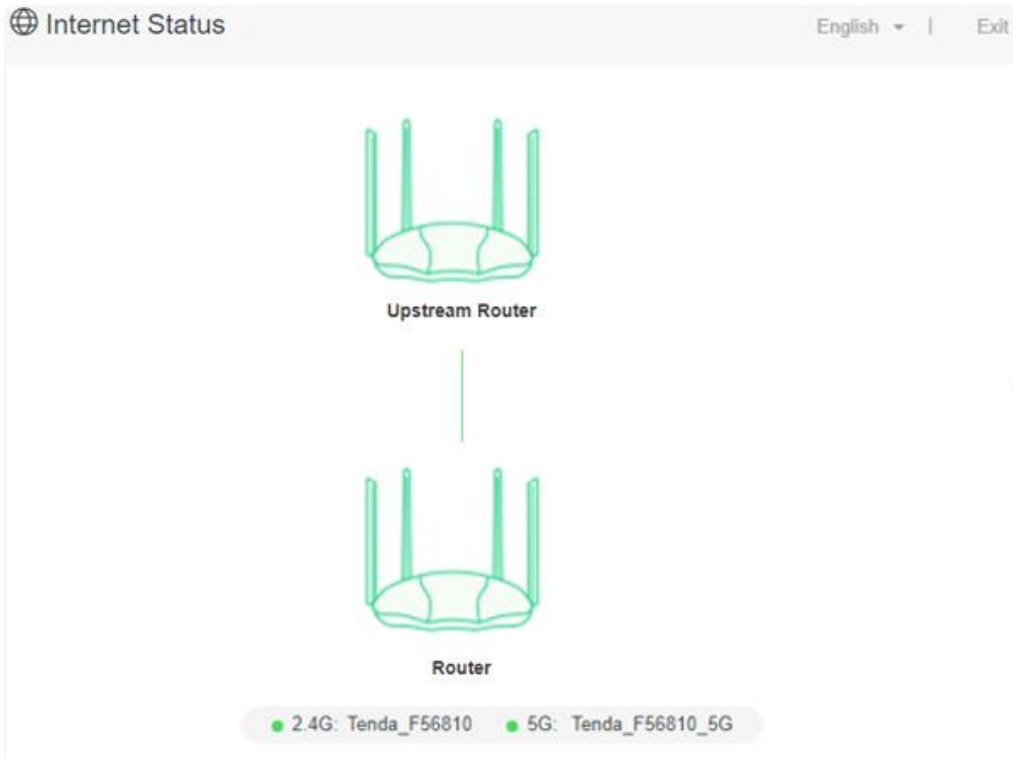 Internet Status
English |
Exit
Upstream Router
Router
2.4G: Tenda_F56810 5G: Tenda_F56810_5G